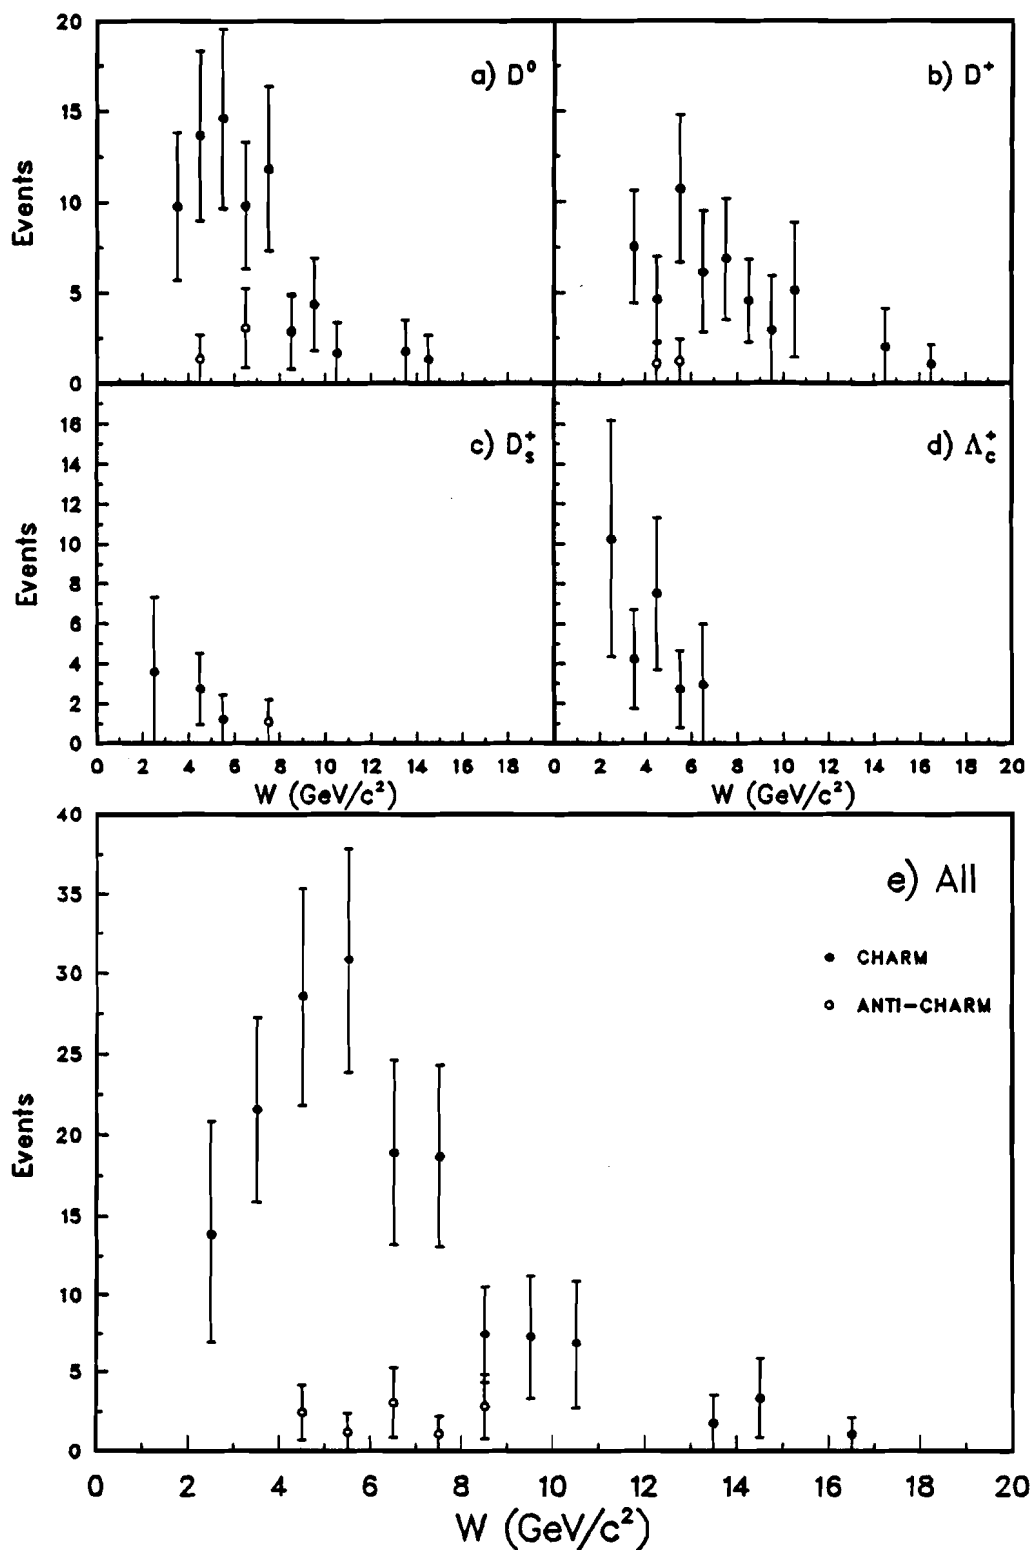 20
15
10
5
0
Events
a) D⁰
b) D⁺
16
14
12
10
8
6
4
2
0
Events
c) Dₛ⁺
d) Λ_c⁺
0 2 4 6 8 10 12 14 16 18
2 4 6 8 10 12 14 16 18 20
W (GeV/c²)
W (GeV/c²)
40
35
30
25
20
15
10
5
0
Events
e) All
CHARM
ANTI-CHARM
0 2 4 6 8 10 12 14 16 18 20
W (GeV/c²)